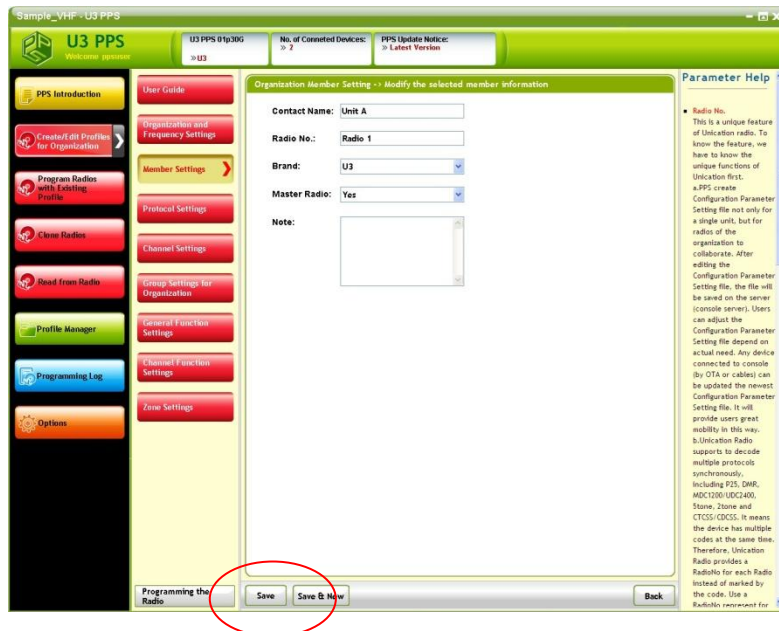 Sample_VHF - U3 PPS
U3 PPS
Welcome ppsuser
U3 PPS 01p30G
»U3
No. of Conneted Devices:
» 2
PPS Update Notice:
» Latest Version
PPS Introduction
Create/Edit Profiles
for Organization
Program Radios
with Existing
Profile
Clone Radios
Read from Radio
Profile Manager
Programming Log
Options
User Guide
Organization and
Frequency Settings
Member Settings
Protocol Settings
Channel Settings
Group Settings for
Organization
General Function
Settings
Channel Function
Settings
Zone Settings
Programming the
Radio
Organization Member Setting -> Modify the selected member information
Contact Name: Unit A
Radio No.: Radio 1
Brand: U3
Master Radio: Yes
Note:
Save
Save & New
Back
Parameter Help
Radio No.
This is a unique feature
of Unication radio. To
know the feature, we
have to know the
unique functions of
Unication first.
a.PPS create
Configuration Parameter
Setting file not only for
a single unit, but for
radios of the
organization to
collaborate. After
editing the
Configuration Parameter
Setting file, the file will
be saved on the server
(console server). Users
can adjust the
Configuration Parameter
Setting file depend on
actual need. Any device
connected to console
(by OTA or cables) can
be updated the newest
Configuration Parameter
Setting file. It will
provide users great
mobility in this way.
b.Unication Radio
supports to decode
multiple protocols
synchronously,
including P25, DMR,
MDC1200/UDC2400,
5tone, 2tone and
CTCSS/CDCSS. It means
the device has multiple
codes at the same time.
Therefore, Unication
Radio provides a
RadioNo for each Radio
instead of marked by
the code. Use a
RadioNo represent for